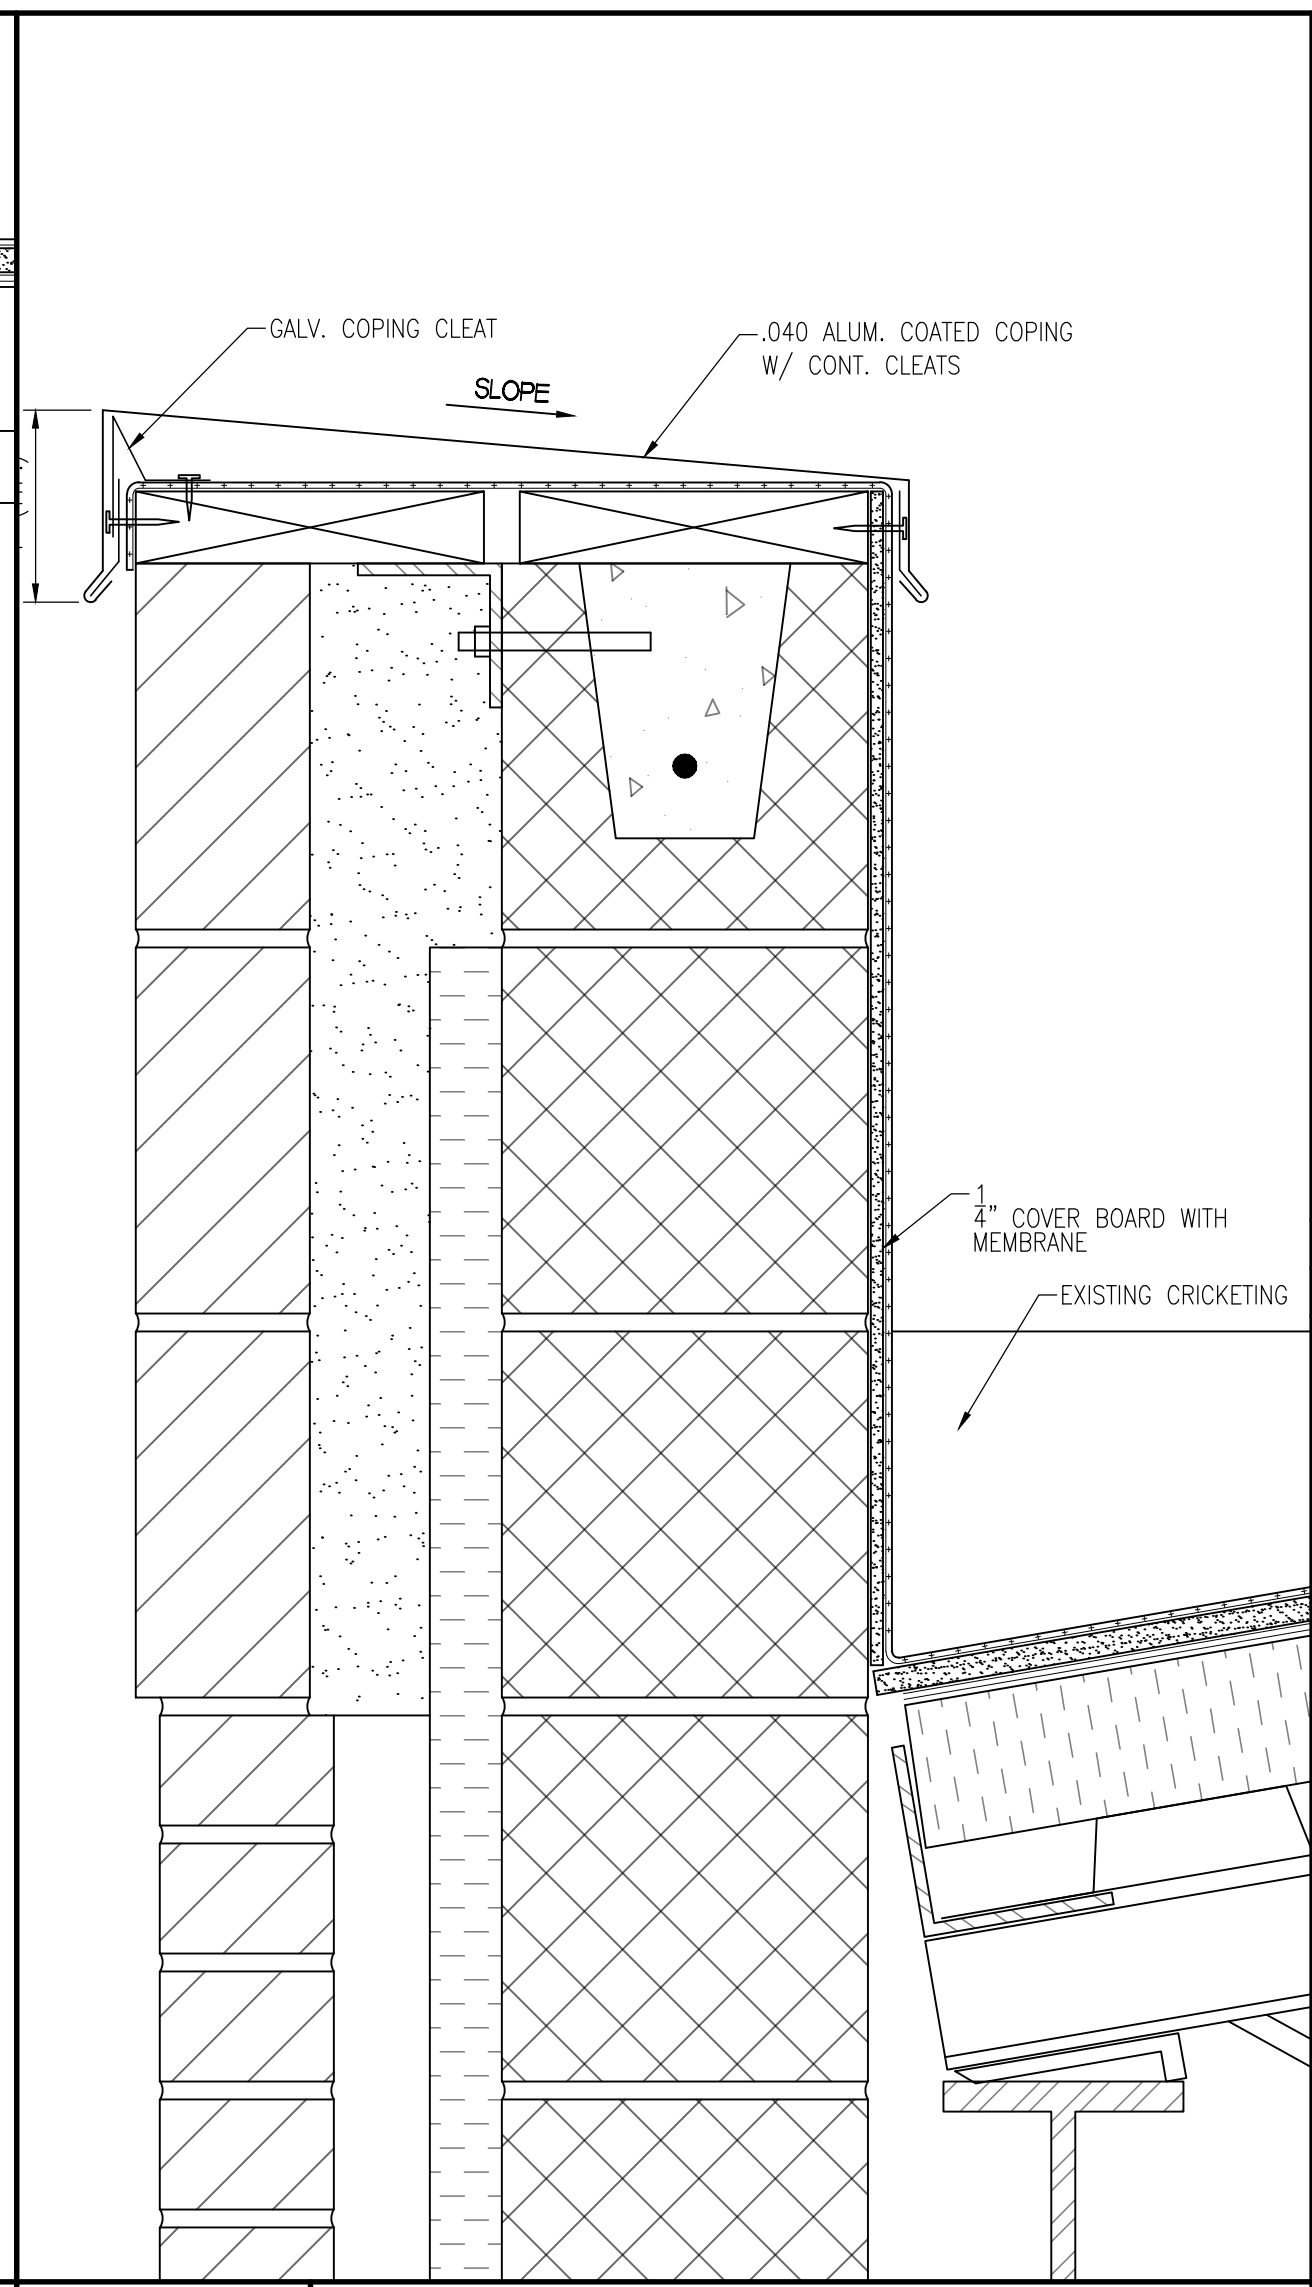 GALV. COPING CLEAT
.040 ALUM. COATED COPING
W/ CONT. CLEATS
SLOPE
1/4" COVER BOARD WITH
MEMBRANE
EXISTING CRICKETING